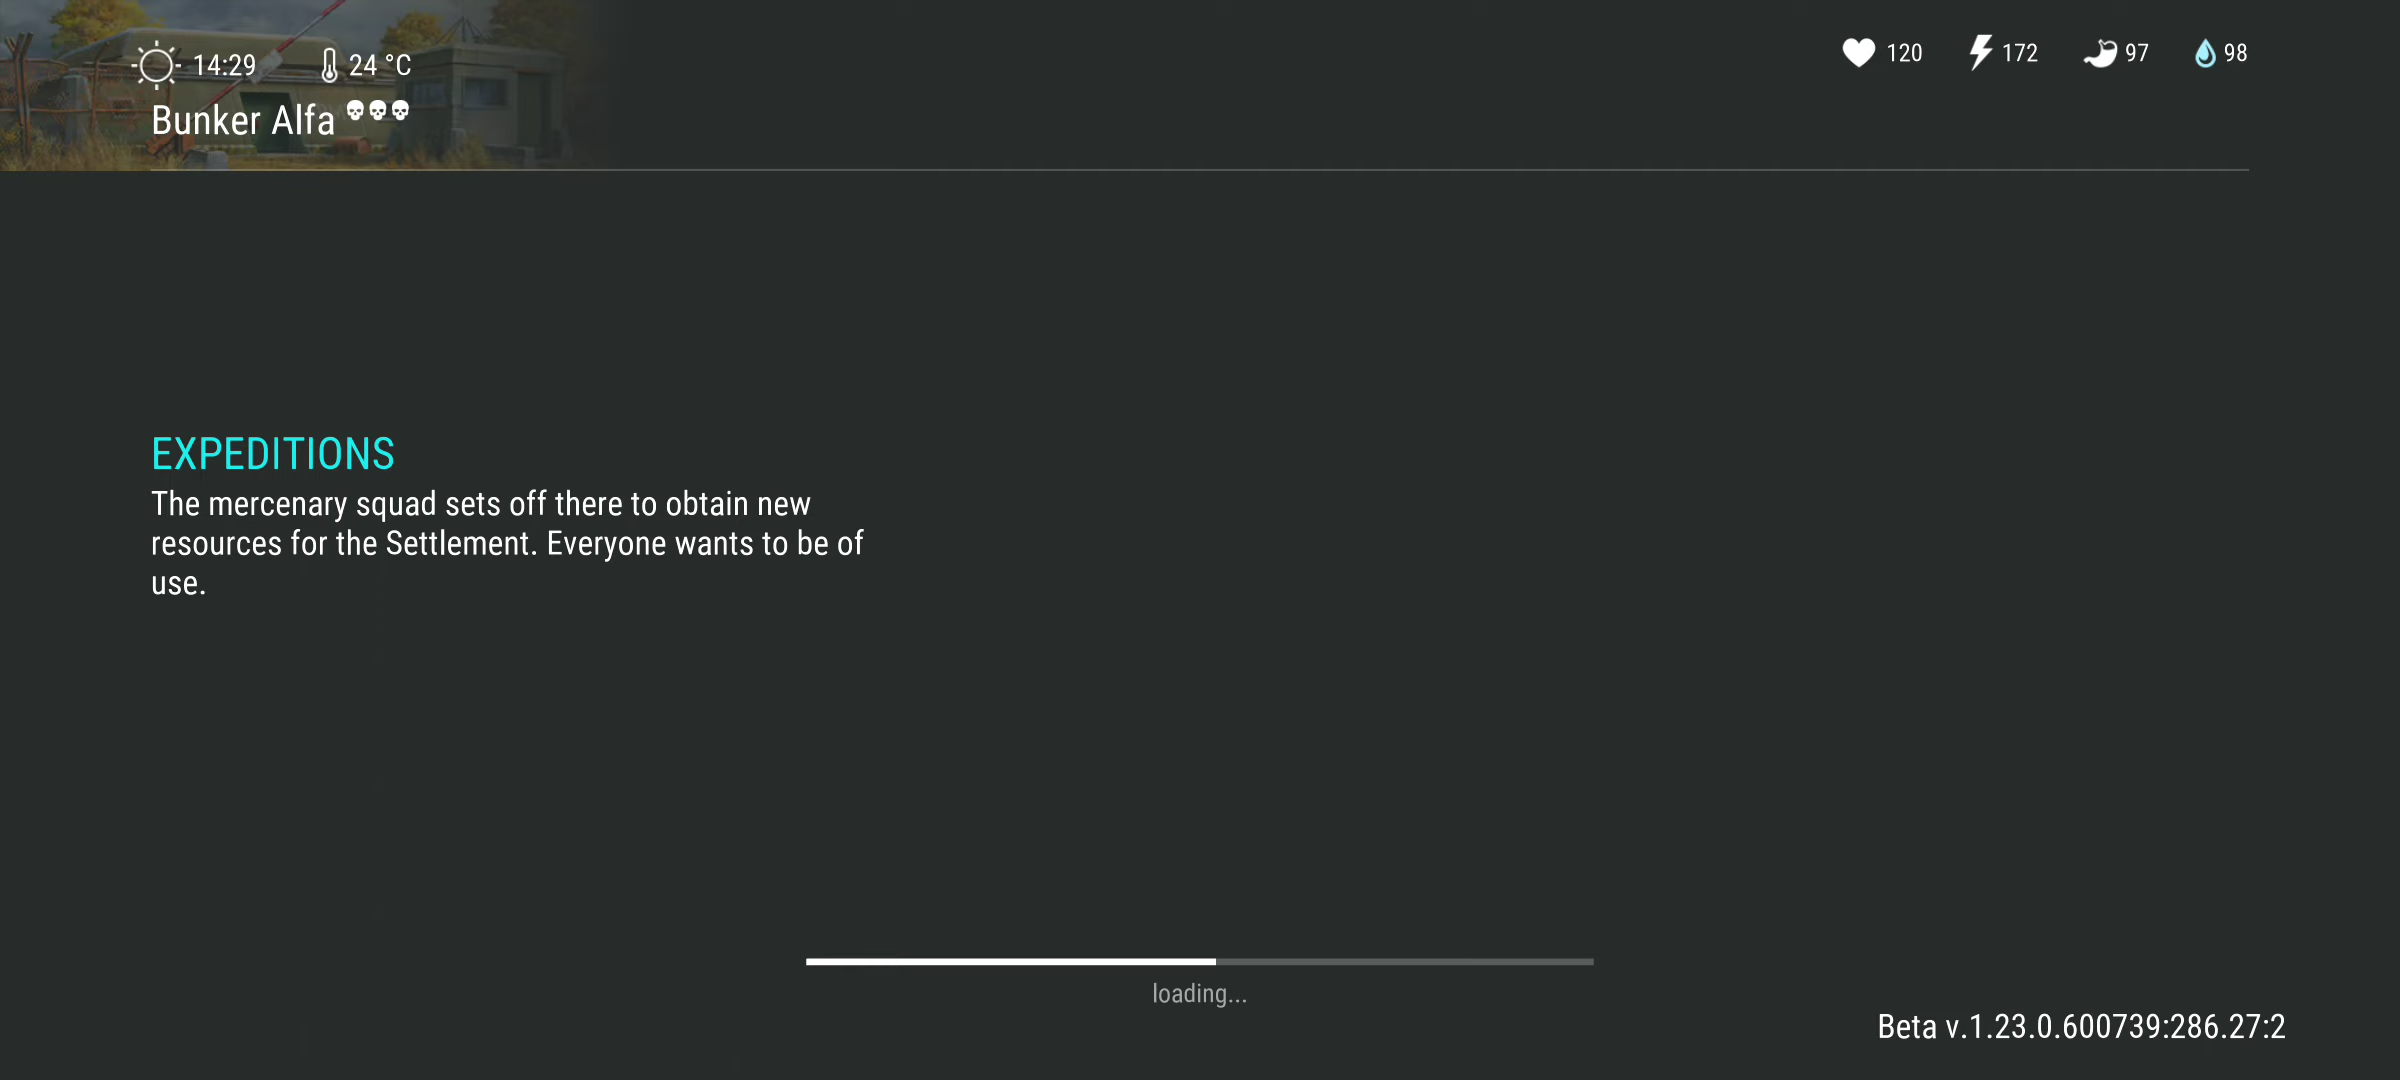 14:29 24 °C
120 172 97 98
Bunker Alfa
EXPEDITIONS
The mercenary squad sets off there to obtain new
resources for the Settlement. Everyone wants to be of
use.
loading...
Beta v.1.23.0.600739:286.27:2